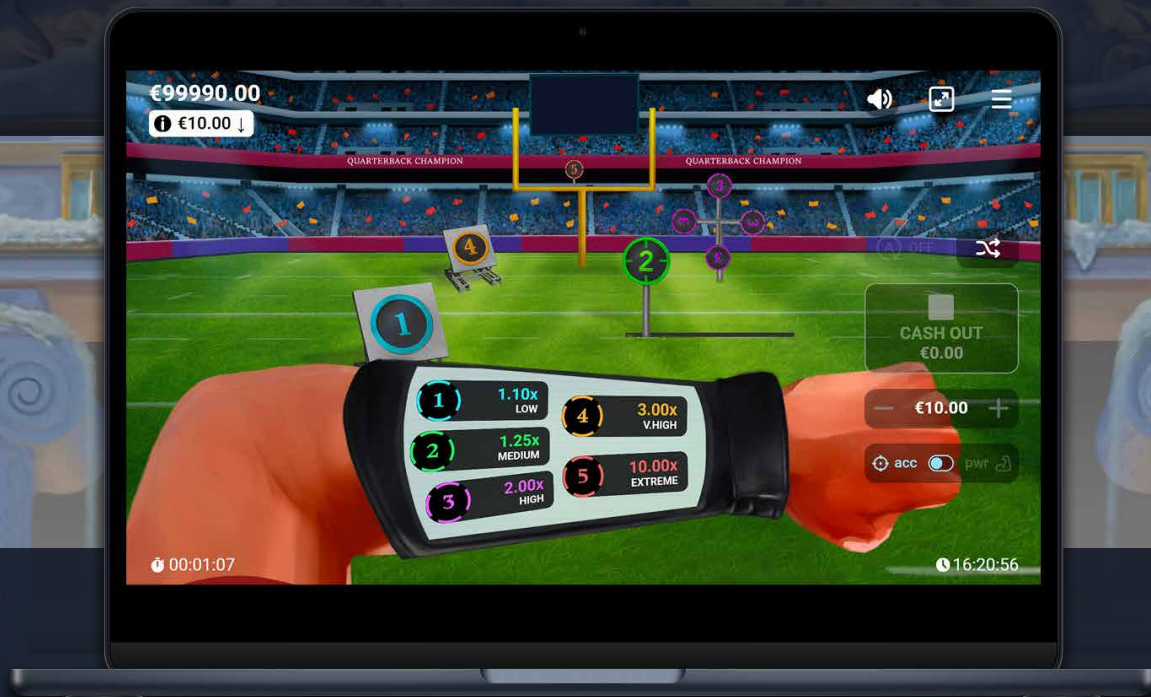 €99990.00
€10.00 ↓
QUARTERBACK CHAMPION
QUARTERBACK CHAMPION
5
3
3
3
4
2
A OFF
1
CASH OUT
€0.00
1 1.10x
LOW
4 3.00x
V.HIGH
2 1.25x
MEDIUM
5 10.00x
EXTREME
3 2.00x
HIGH
€10.00
acc pwr
00:01:07
16:20:56